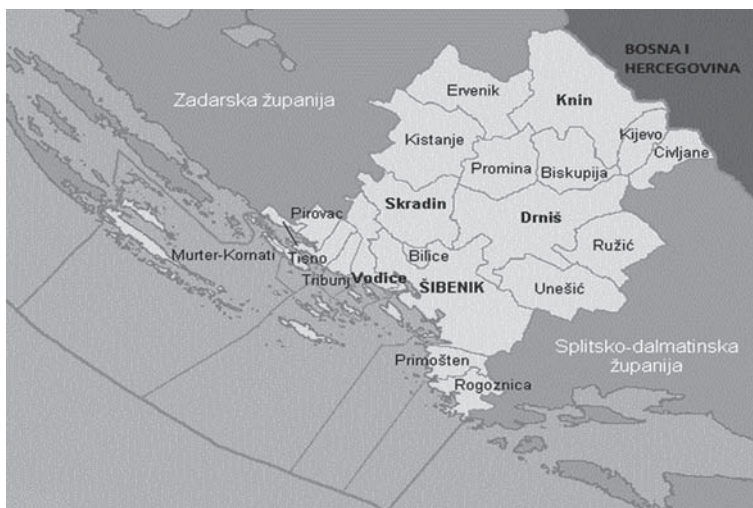 BOSNA I
HERCEGOVINA
Zadarska županija
Ervenik
Knin
Kistanje
Kijevo
Civljane
Promina
Biskupija
Skradin
Drniš
Pirovac
Ružić
Murter-Kornati
Tisno
Bilice
Tribunj
Vodice
ŠIBENIK
Unešić
Splitsko-dalmatinska
županija
Primošten
Rogoznica